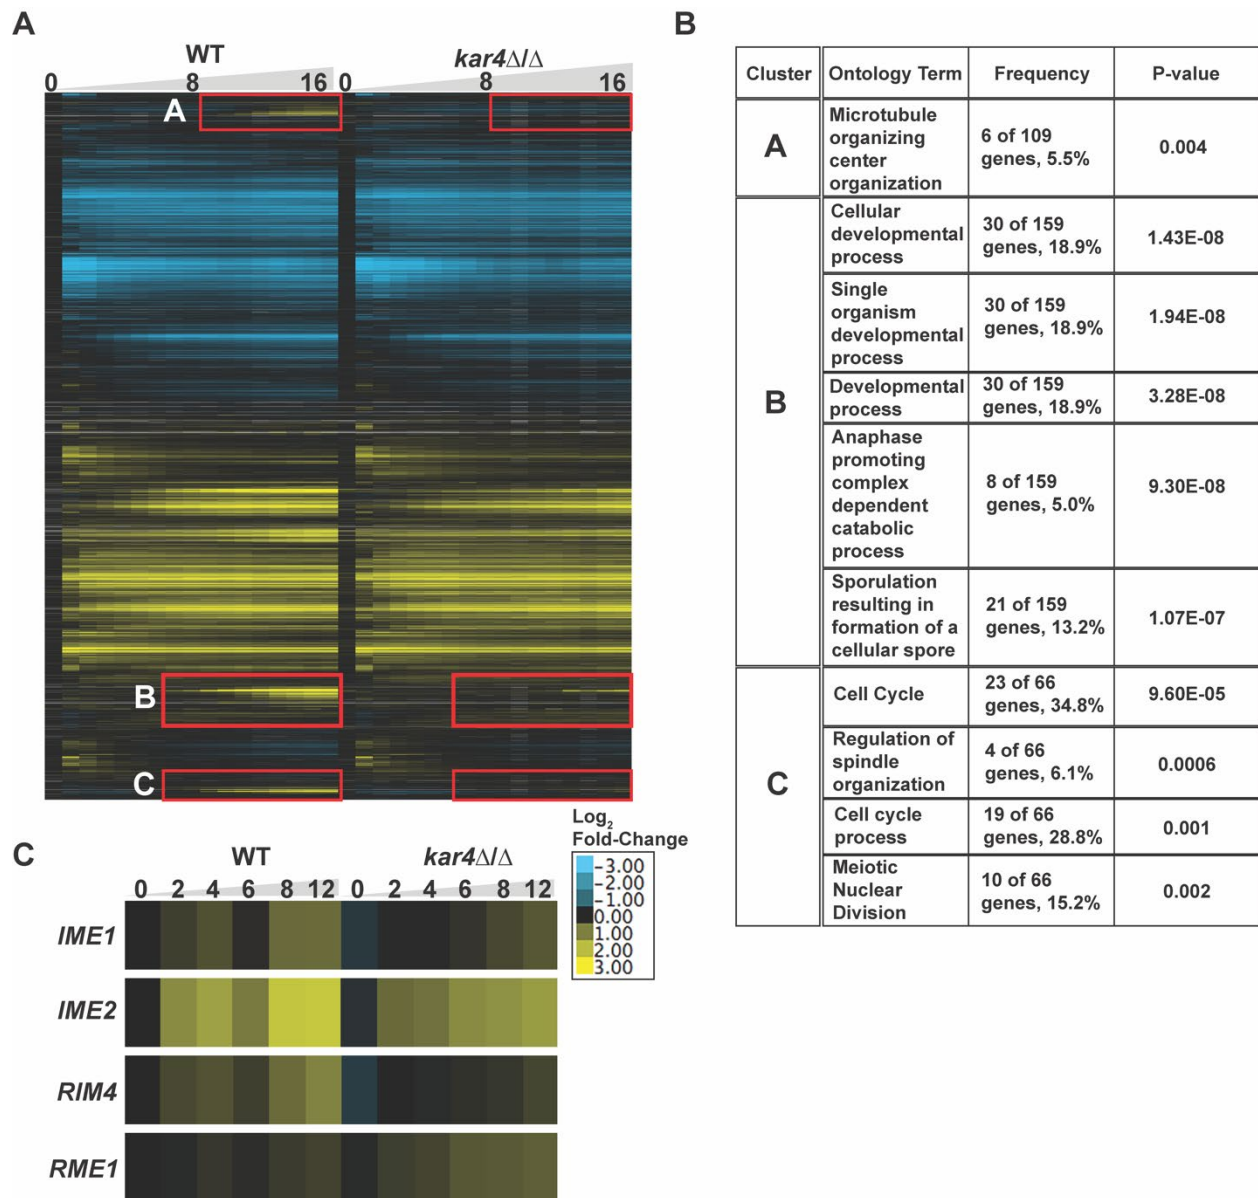 A
WT
kar4Δ/Δ
0 8 16 0 8 16
A
B
C
B
Cluster Ontology Term Frequency P-value
A
Microtubule
organizing
center
organization
6 of 109
genes, 5.5%
0.004
B
Cellular
developmental
process
30 of 159
genes, 18.9%
1.43E-08
Single
organism
developmental
process
30 of 159
genes, 18.9%
1.94E-08
Developmental
process
30 of 159
genes, 18.9%
3.28E-08
Anaphase
promoting
complex
dependent
catabolic
process
8 of 159
genes, 5.0%
9.30E-08
Sporulation
resulting in
formation of a
cellular spore
21 of 159
genes, 13.2%
1.07E-07
C
Cell Cycle
23 of 66
genes, 34.8%
9.60E-05
Regulation of
spindle
organization
4 of 66
genes, 6.1%
0.0006
Cell cycle
process
19 of 66
genes, 28.8%
0.001
Meiotic
Nuclear
Division
10 of 66
genes, 15.2%
0.002
C
WT
kar4Δ/Δ
0 2 4 6 8 12 0 2 4 6 8 12
IME1
IME2
RIM4
RME1
Log2
Fold-Change
-3.00
-2.00
-1.00
0.00
1.00
2.00
3.00